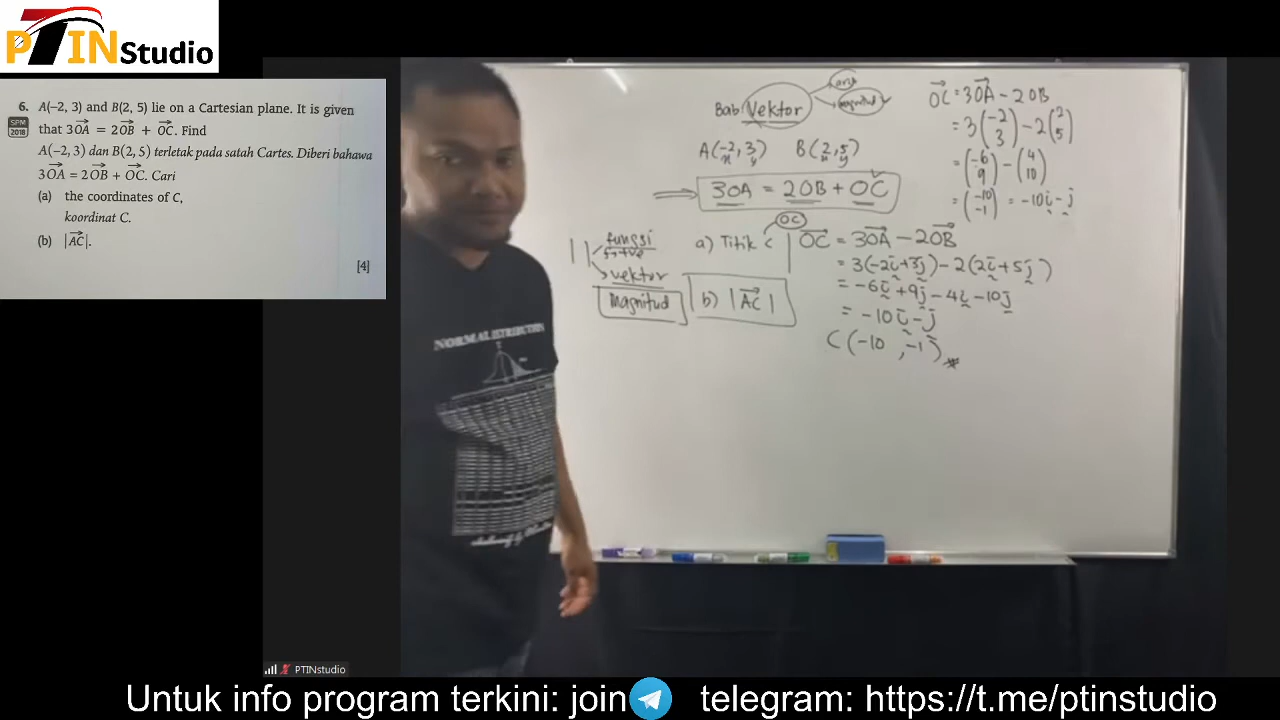 PTIN Studio
6. A(−2, 3) and B(2, 5) lie on a Cartesian plane. It is given
SPM 2018
that 3OA⃗ = 2OB⃗ + OC⃗. Find
A(−2, 3) dan B(2, 5) terletak pada satah Cartes. Diberi bahawa
3OA⃗ = 2OB⃗ + OC⃗. Cari
(a) the coordinates of C,
koordinat C.
(b) |AC⃗|.
[4]
Bab: Vektor
magnitud
A(-2, 3) B(2, 5)
x y x y
3OA = 2OB + OC
a) Titik C
OC
| | fungsi
vektor
Magnitud
b) |AC⃗|
OC⃗ = 3OA⃗ - 2OB⃗
= 3(-2i+3j) - 2(2i+5j)
= -6i+9j - 4i -10j
= -10i - j
C(-10, -1)
OC⃗ = 3OA⃗ - 2OB
= 3(-2 3) - 2(2 5)
= (-6 9) - (4 10)
= (-10 -1) = -10i - j
NORMAL DISTRIBUTION
PTINstudio
Untuk info program terkini: join telegram: https://t.me/ptinstudio